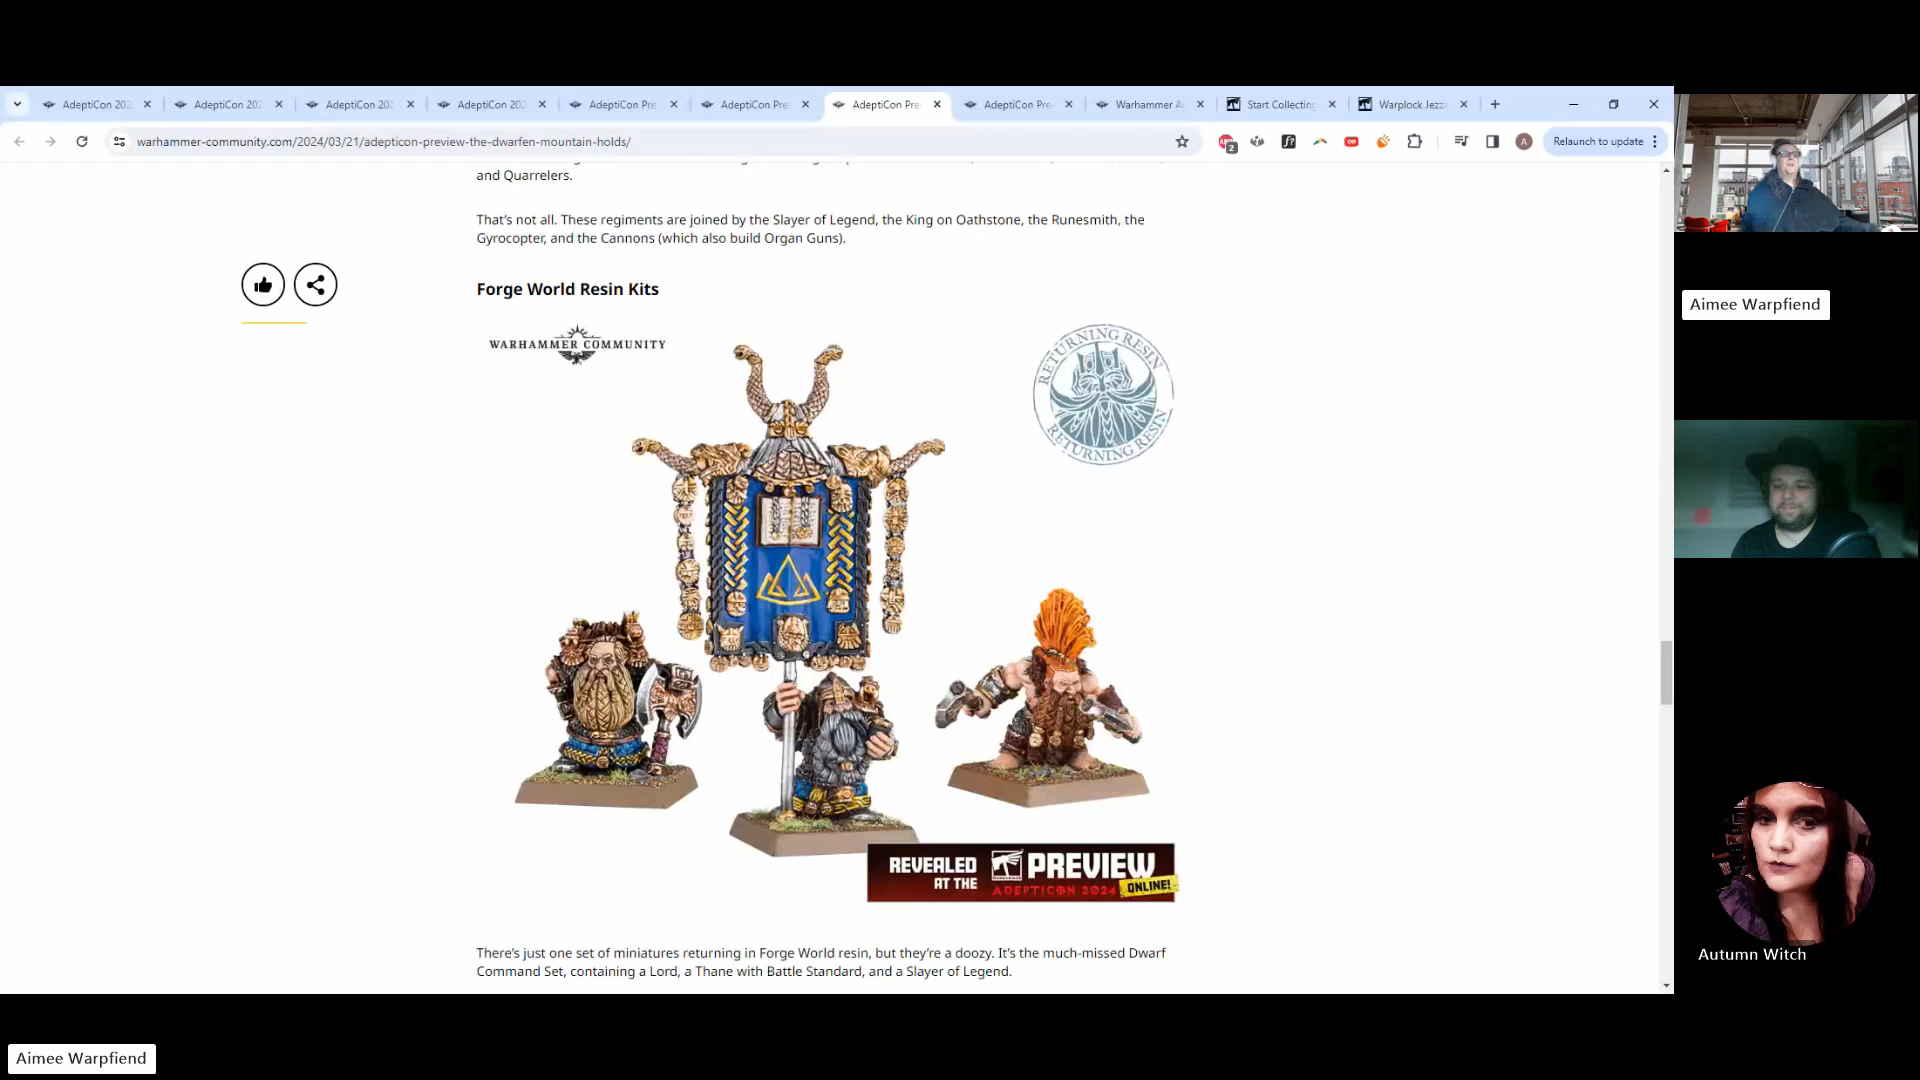 AdeptiCon 202
AdeptiCon 202
AdeptiCon 202
AdeptiCon 202
AdeptiCon Pre
AdeptiCon Pre
AdeptiCon Pre
AdeptiCon Pre
Warhammer A
Start Collecting
Warplock Jezz
warhammer-community.com/2024/03/21/adepticon-preview-the-dwarfen-mountain-holds/
2
A
Relaunch to update
and Quarrelers.
That's not all. These regiments are joined by the Slayer of Legend, the King on Oathstone, the Runesmith, the
Gyrocopter, and the Cannons (which also build Organ Guns).
Forge World Resin Kits
WARHAMMER COMMUNITY
RETURNING RESIN
RETURNING RESIN
REVEALED
AT THE
PREVIEW
ADEPTICON 2024
ONLINE!
There's just one set of miniatures returning in Forge World resin, but they're a doozy. It's the much-missed Dwarf
Command Set, containing a Lord, a Thane with Battle Standard, and a Slayer of Legend.
Aimee Warpfiend
Autumn Witch
Aimee Warpfiend